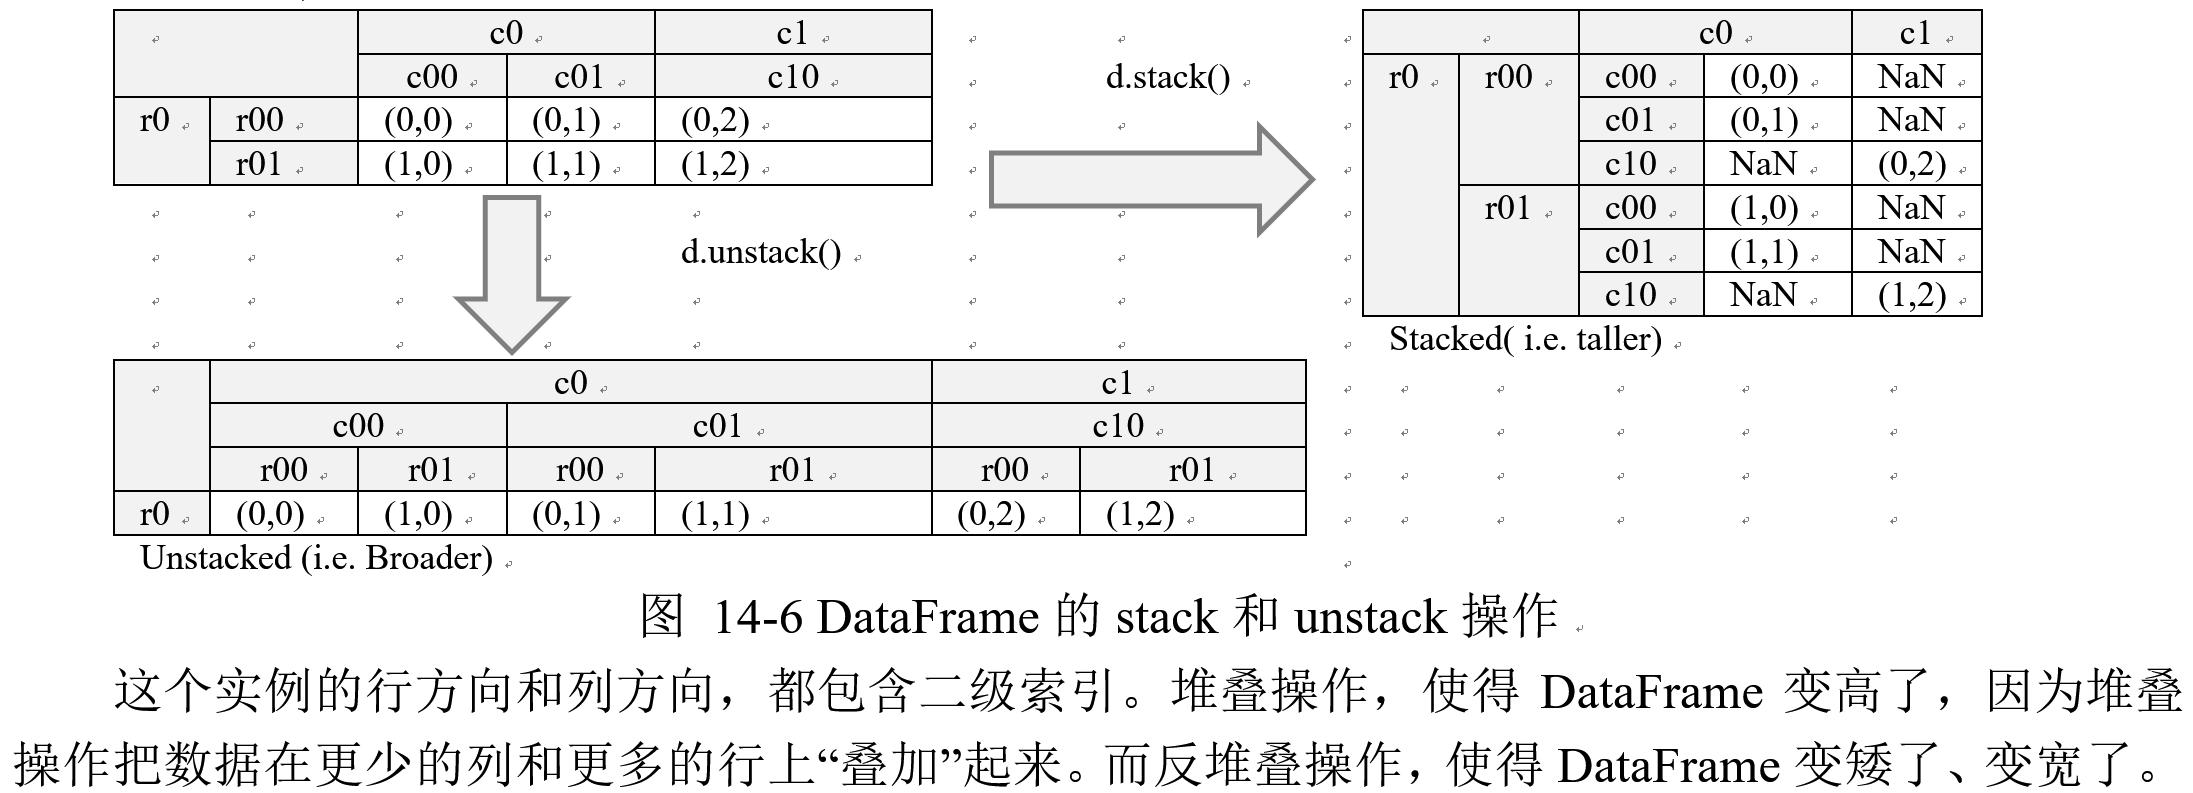 c0 c1
c00 c01 c10
r0 r00 (0,0) (0,1) (0,2)
r01 (1,0) (1,1) (1,2)
d.stack()
c0 c1
r0 r00 c00 (0,0) NaN
c01 (0,1) NaN
c10 NaN (0,2)
r01 c00 (1,0) NaN
c01 (1,1) NaN
c10 NaN (1,2)
Stacked( i.e. taller)
d.unstack()
c0 c1
c00 c01 c10
r00 r01 r00 r01 r00 r01
r0 (0,0) (1,0) (0,1) (1,1) (0,2) (1,2)
Unstacked (i.e. Broader)
图 14-6 DataFrame 的 stack 和 unstack 操作
这个实例的行方向和列方向，都包含二级索引。堆叠操作，使得 DataFrame 变高了，因为堆叠
操作把数据在更少的列和更多的行上“叠加”起来。而反堆叠操作，使得 DataFrame 变矮了、变宽了。